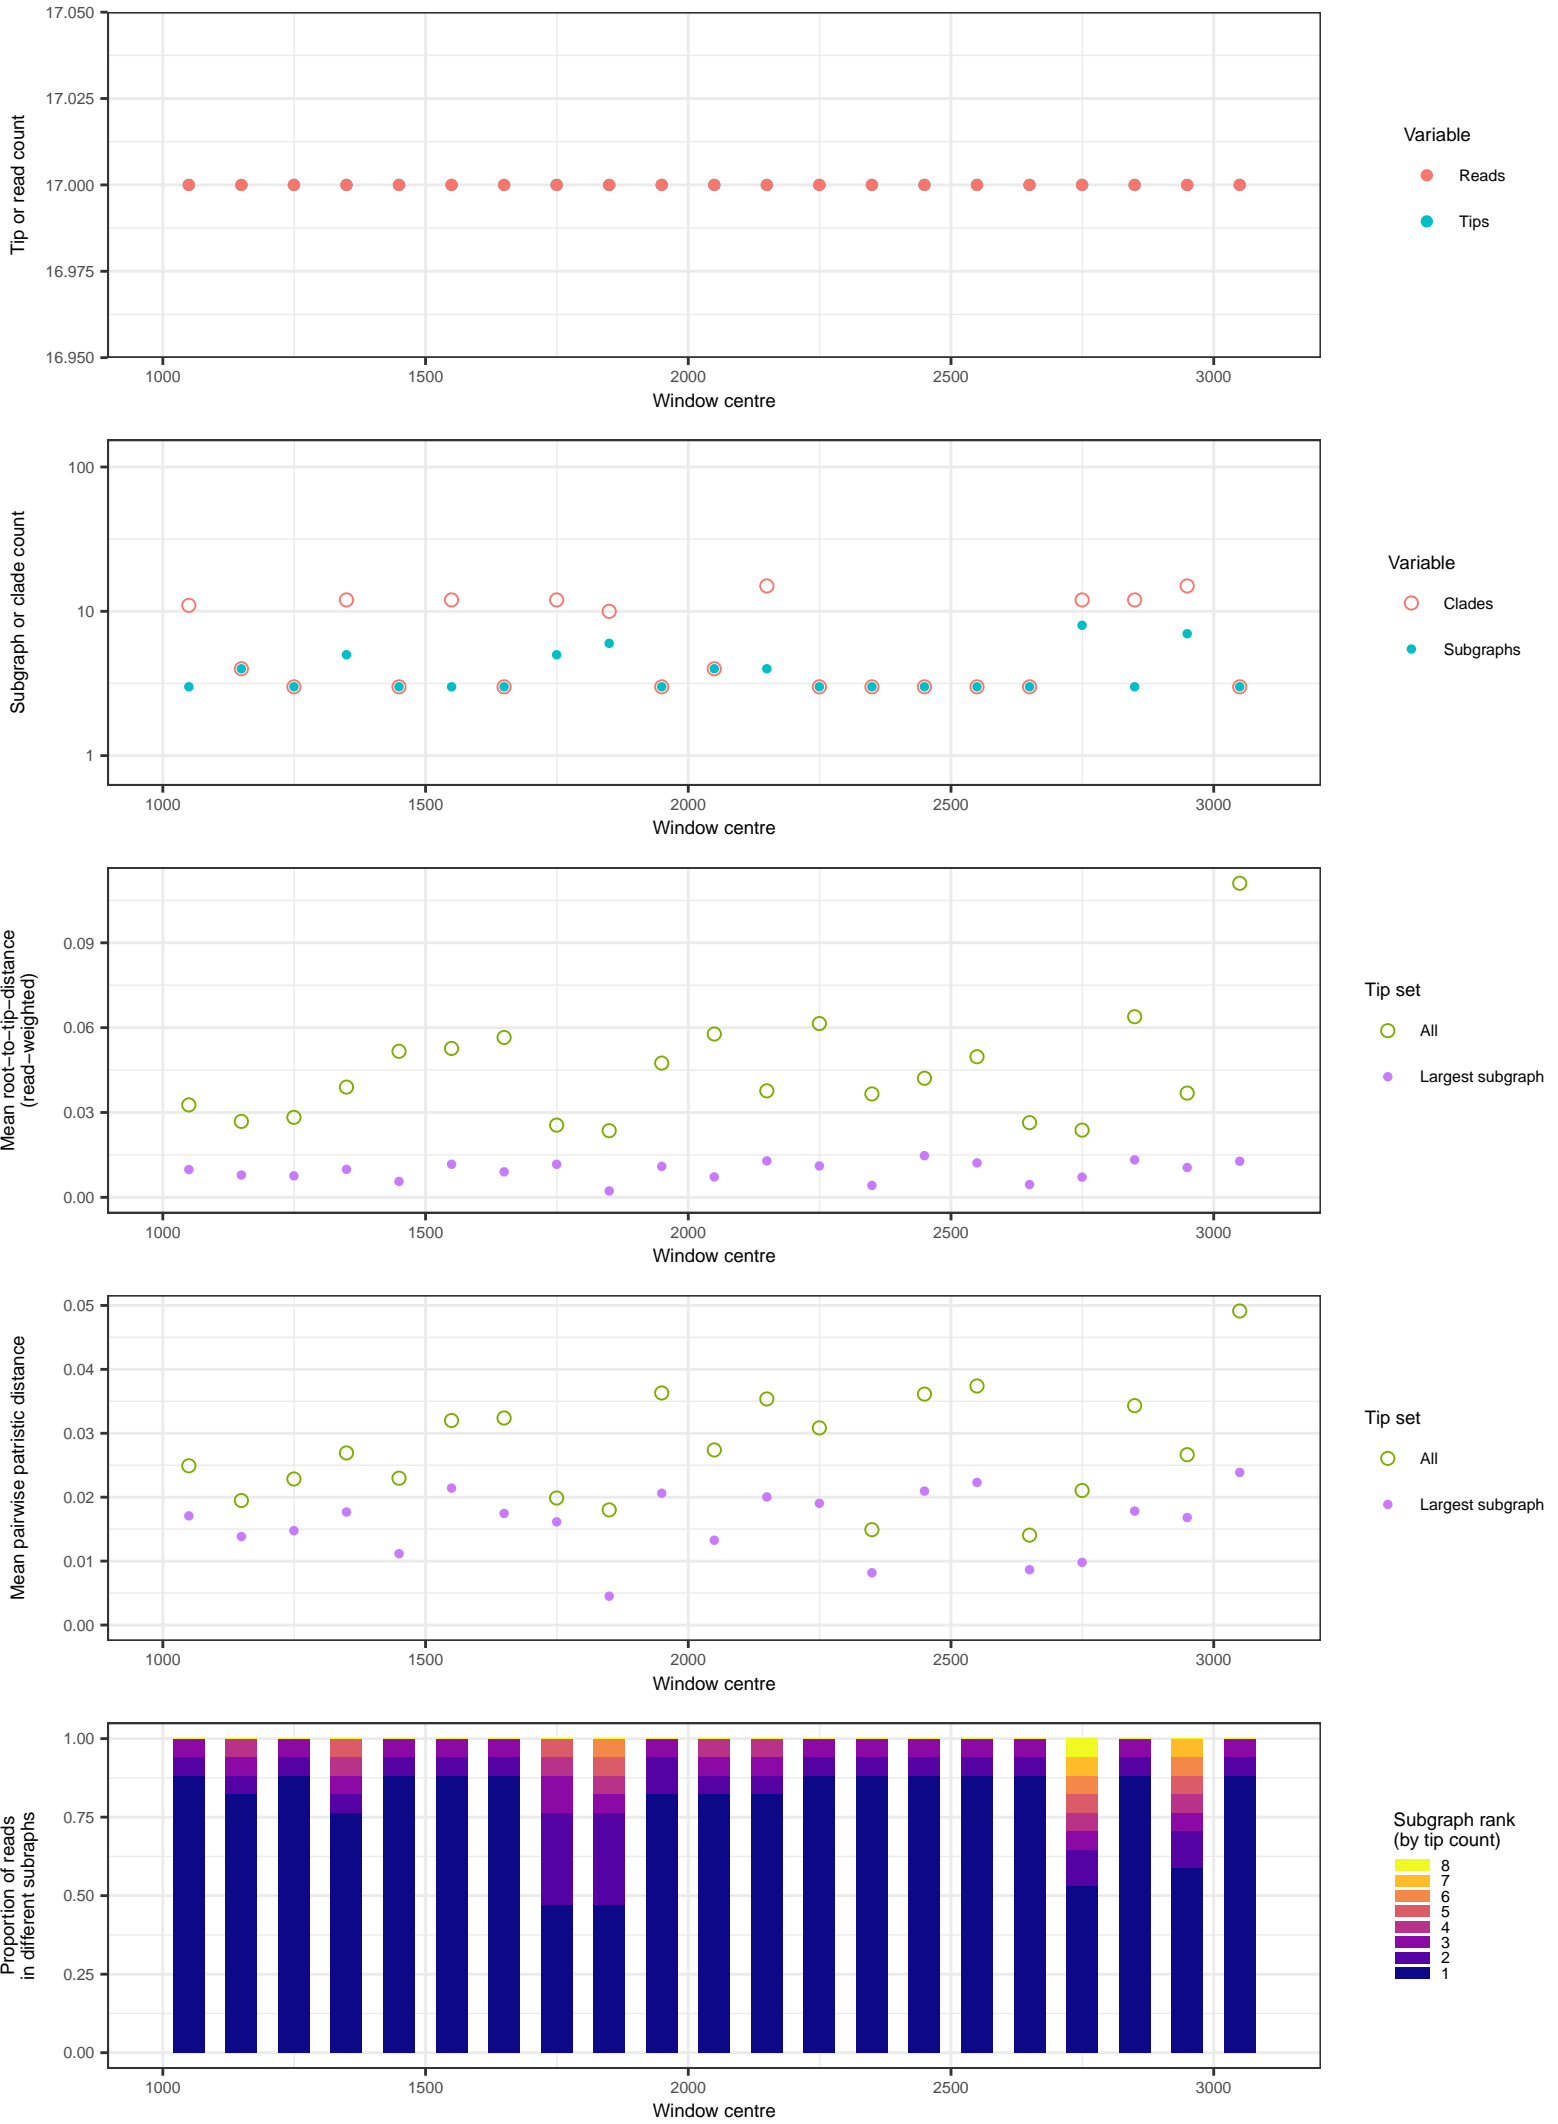 17.050
17.025
17.000
16.975
16.950
Tip or read count
1000 1500 2000 2500 3000
Window centre
Variable
Reads
Tips
100
10
1
Subgraph or clade count
1000 1500 2000 2500 3000
Window centre
Variable
Clades
Subgraphs
0.09
0.06
0.03
0.00
Mean root−to−tip−distance
(read−weighted)
1000 1500 2000 2500 3000
Window centre
Tip set
All
Largest subgraph
0.05
0.04
0.03
0.02
0.01
0.00
Mean pairwise patristic distance
1000 1500 2000 2500 3000
Window centre
Tip set
All
Largest subgraph
1.00
0.75
0.50
0.25
0.00
Proportion of reads
in different subraphs
1000 1500 2000 2500 3000
Window centre
Subgraph rank
(by tip count)
8
7
6
5
4
3
2
1